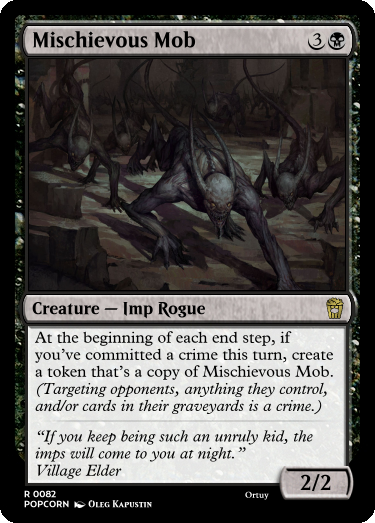 Mischievous Mob 3
Creature — Imp Rogue
At the beginning of each end step, if
you've committed a crime this turn, create
a token that's a copy of Mischievous Mob.
(Targeting opponents, anything they control,
and/or cards in their graveyards is a crime.)
“If you keep being such an unruly kid, the
imps will come to you at night.”
Village Elder
2/2
R 0082
POPCORN Oleg Kapustin
Ortuy